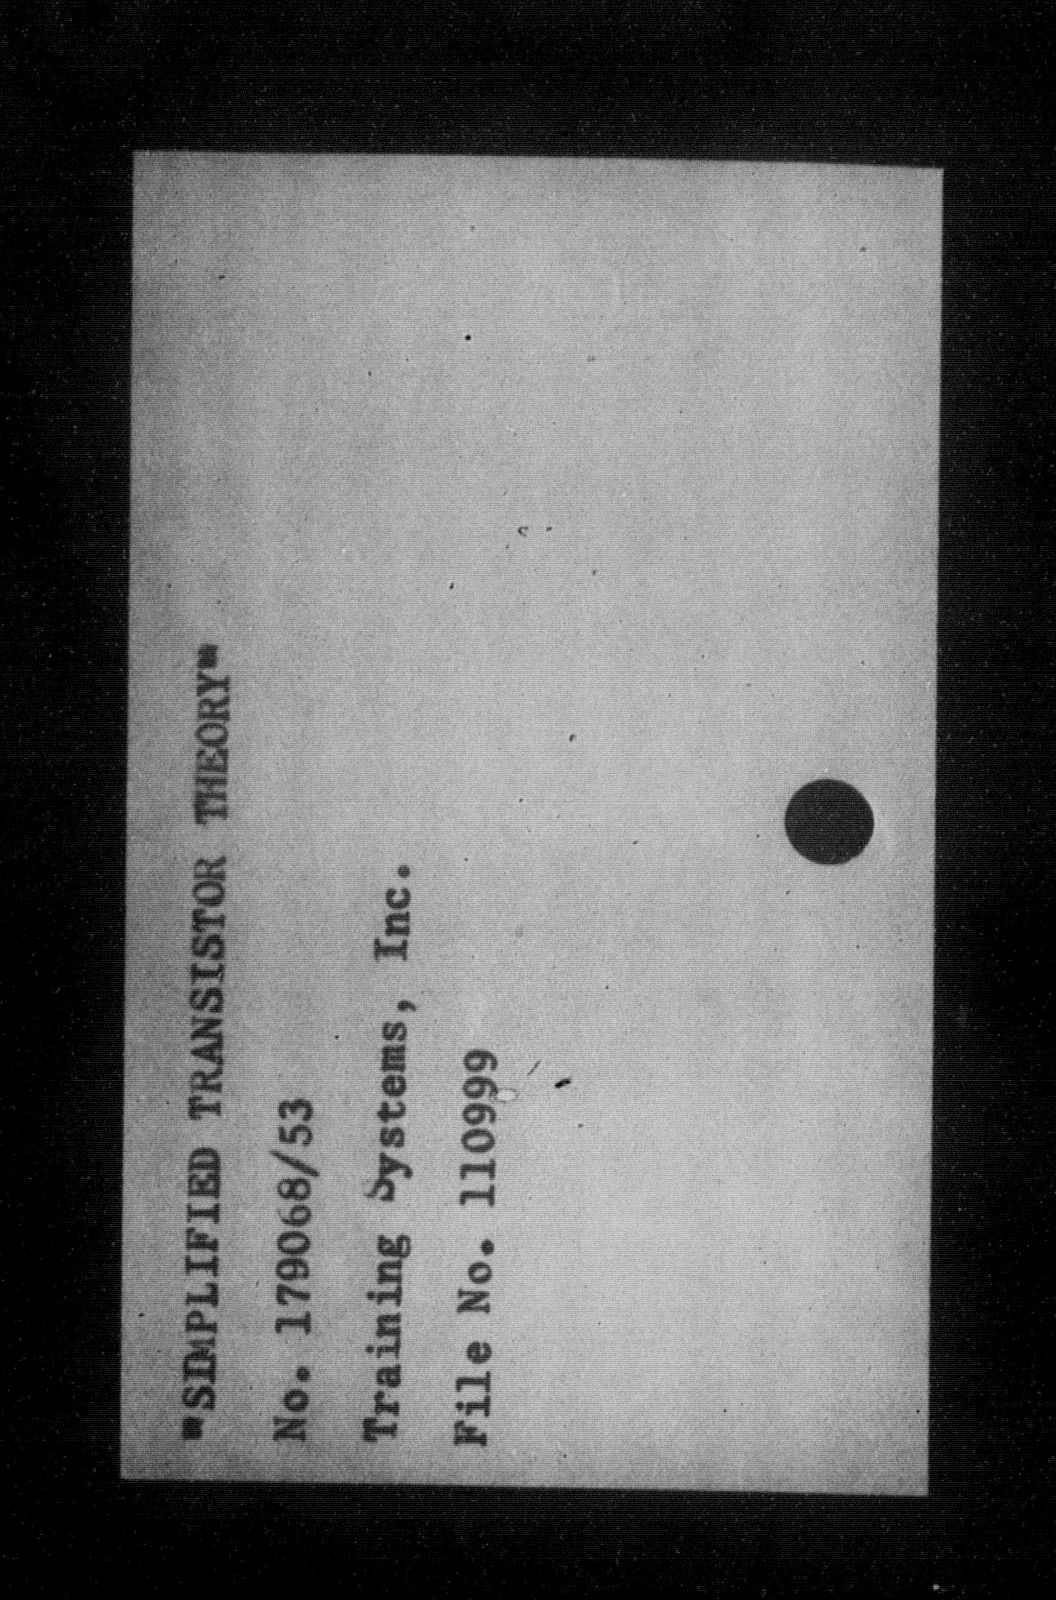 "SIMPLIFIED TRANSISTOR THEORY"
No. 179068/53
Training Systems, Inc.
File No. 110999